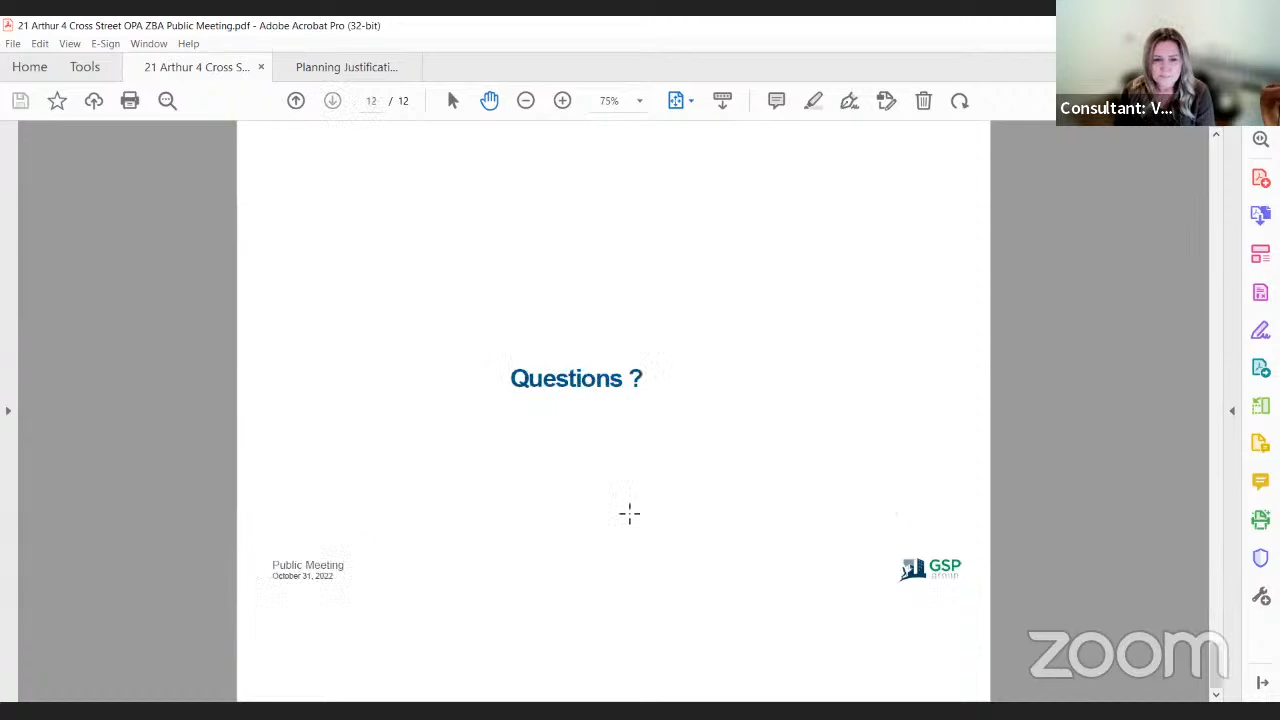 21 Arthur 4 Cross Street OPA ZBA Public Meeting.pdf - Adobe Acrobat Pro (32-bit)
File Edit View E-Sign Window Help
Home Tools 21 Arthur 4 Cross S... × Planning Justificati...
12 / 12 75%
Consultant: V...
Questions ?
Public Meeting
October 31, 2022
GSP
GROUP
zoom